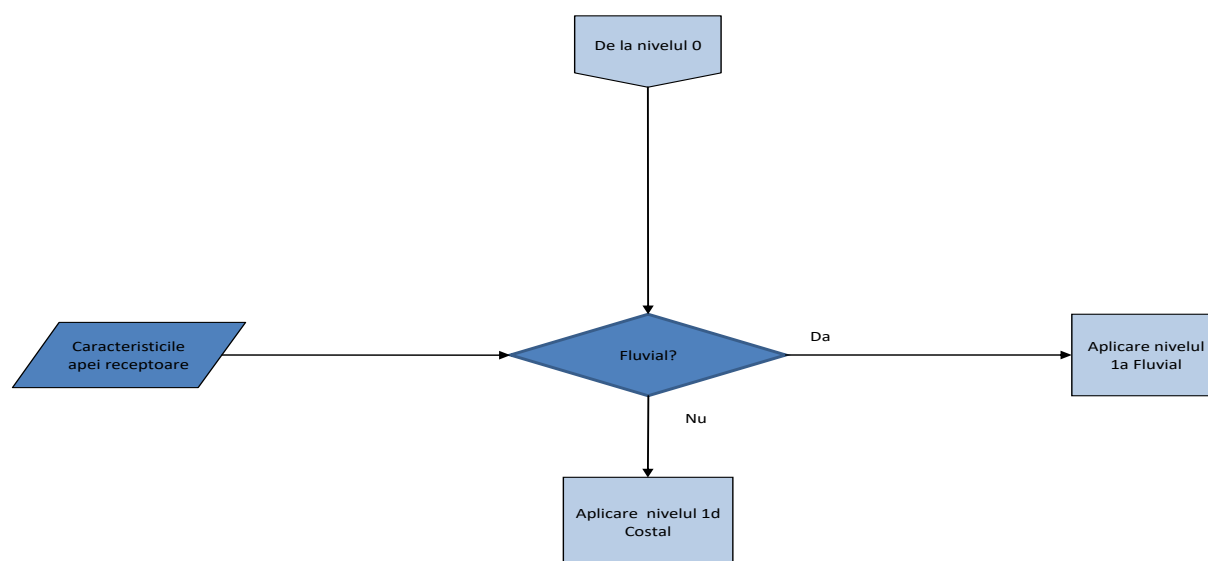 De la nivelul 0
Caracteristicile
apei receptoare
Fluvial?
Da
Aplicare nivelul
1a Fluvial
Nu
Aplicare  nivelul 1d
Costal